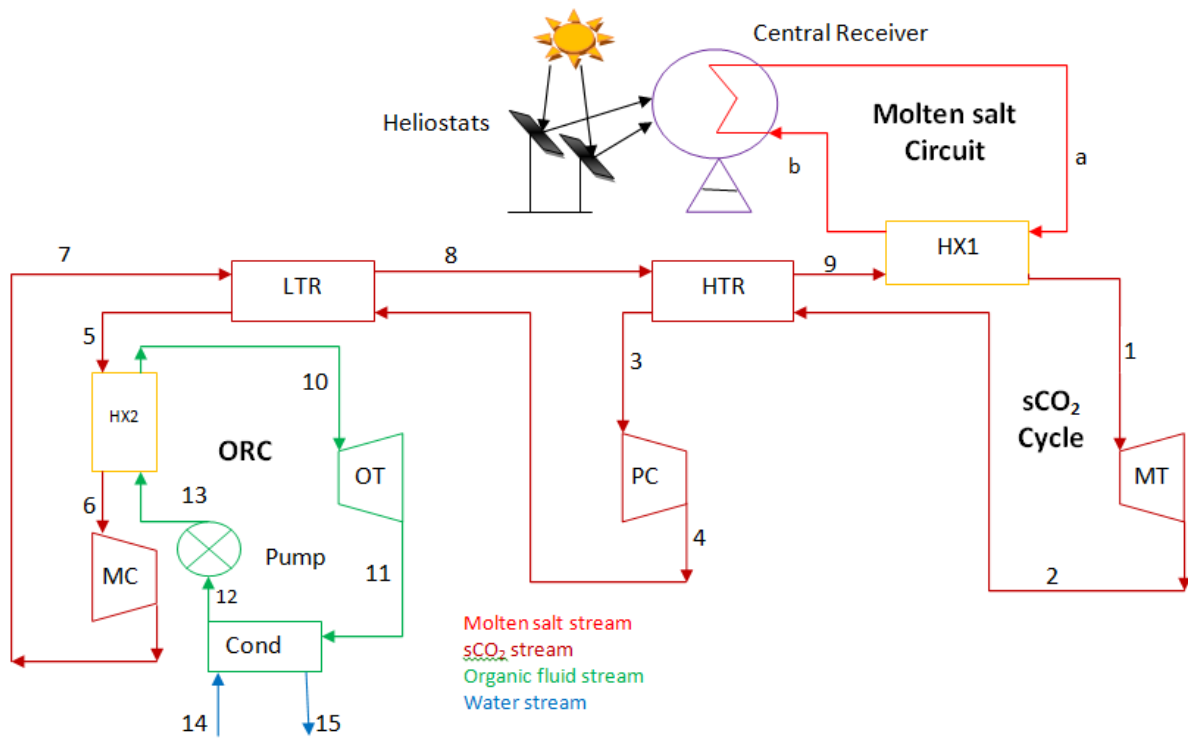 Central Receiver
Heliostats
Molten salt
Circuit
a
b
HX1
7
8
9
LTR
HTR
5
10
3
1
HX2
sCO₂
Cycle
ORC
OT
PC
MT
13
6
4
Pump
MC
11
2
12
Cond
Molten salt stream
sCO₂ stream
Organic fluid stream
Water stream
14
15